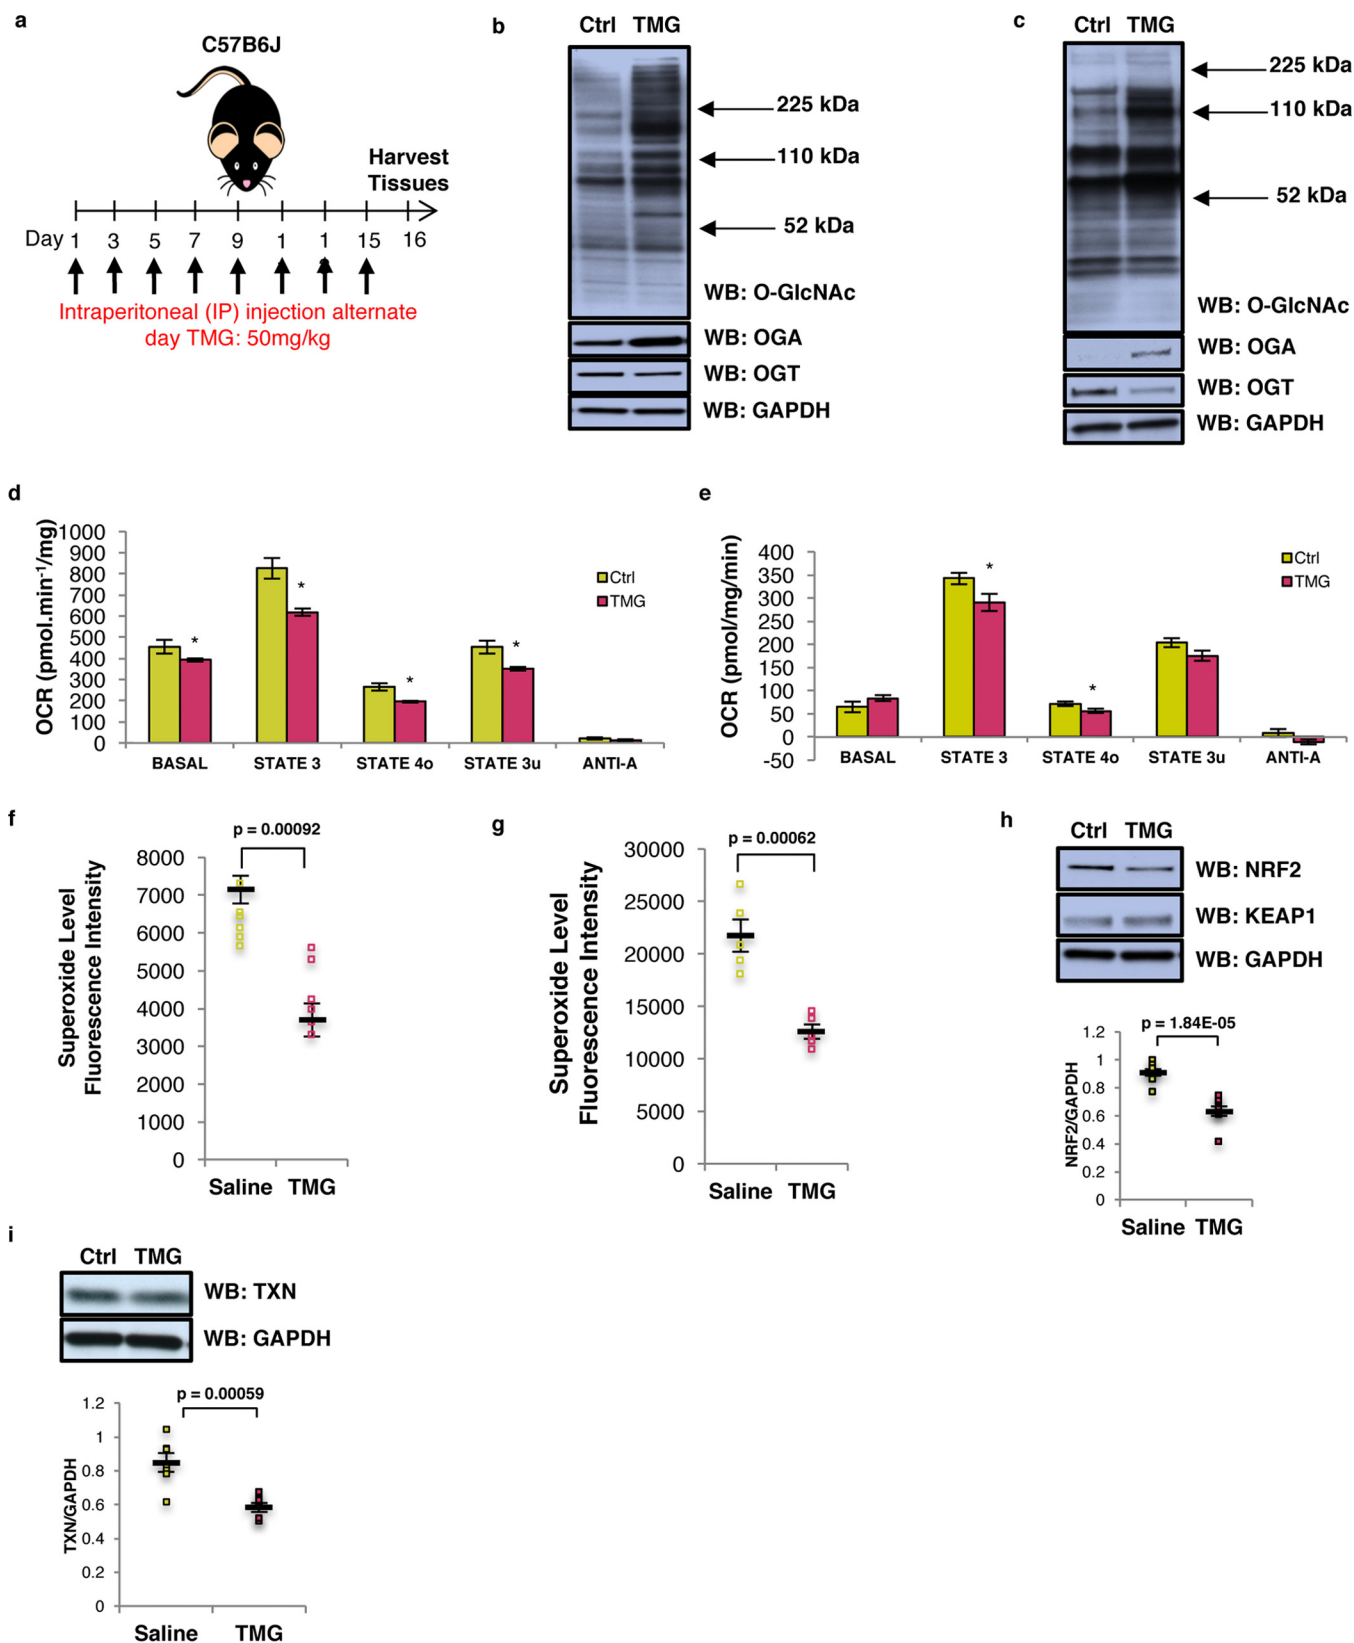 a
C57B6J
Harvest
Tissues
Day 1 3 5 7 9 1 1 15 16
Intraperitoneal (IP) injection alternate
day TMG: 50mg/kg
b
Ctrl TMG
225 kDa
110 kDa
52 kDa
WB: O-GlcNAc
WB: OGA
WB: OGT
WB: GAPDH
c
Ctrl TMG
225 kDa
110 kDa
52 kDa
WB: O-GlcNAc
WB: OGA
WB: OGT
WB: GAPDH
d
OCR (pmol.min⁻¹/mg)
1000
900
800
700
600
500
400
300
200
100
0
* * * *
Ctrl
TMG
BASAL STATE 3 STATE 4o STATE 3u ANTI-A
e
OCR (pmol/mg/min)
400
350
300
250
200
150
100
50
0
-50
* *
Ctrl
TMG
BASAL STATE 3 STATE 4o STATE 3u ANTI-A
f
p = 0.00092
Superoxide Level
Fluorescence Intensity
8000
7000
6000
5000
4000
3000
2000
1000
0
Saline TMG
g
p = 0.00062
Superoxide Level
Fluorescence Intensity
30000
25000
20000
15000
10000
5000
0
Saline TMG
h
Ctrl TMG
WB: NRF2
WB: KEAP1
WB: GAPDH
p = 1.84E-05
NRF2/GAPDH
1.2
1
0.8
0.6
0.4
0.2
0
Saline TMG
i
Ctrl TMG
WB: TXN
WB: GAPDH
p = 0.00059
TXN/GAPDH
1.2
1
0.8
0.6
0.4
0.2
0
Saline TMG